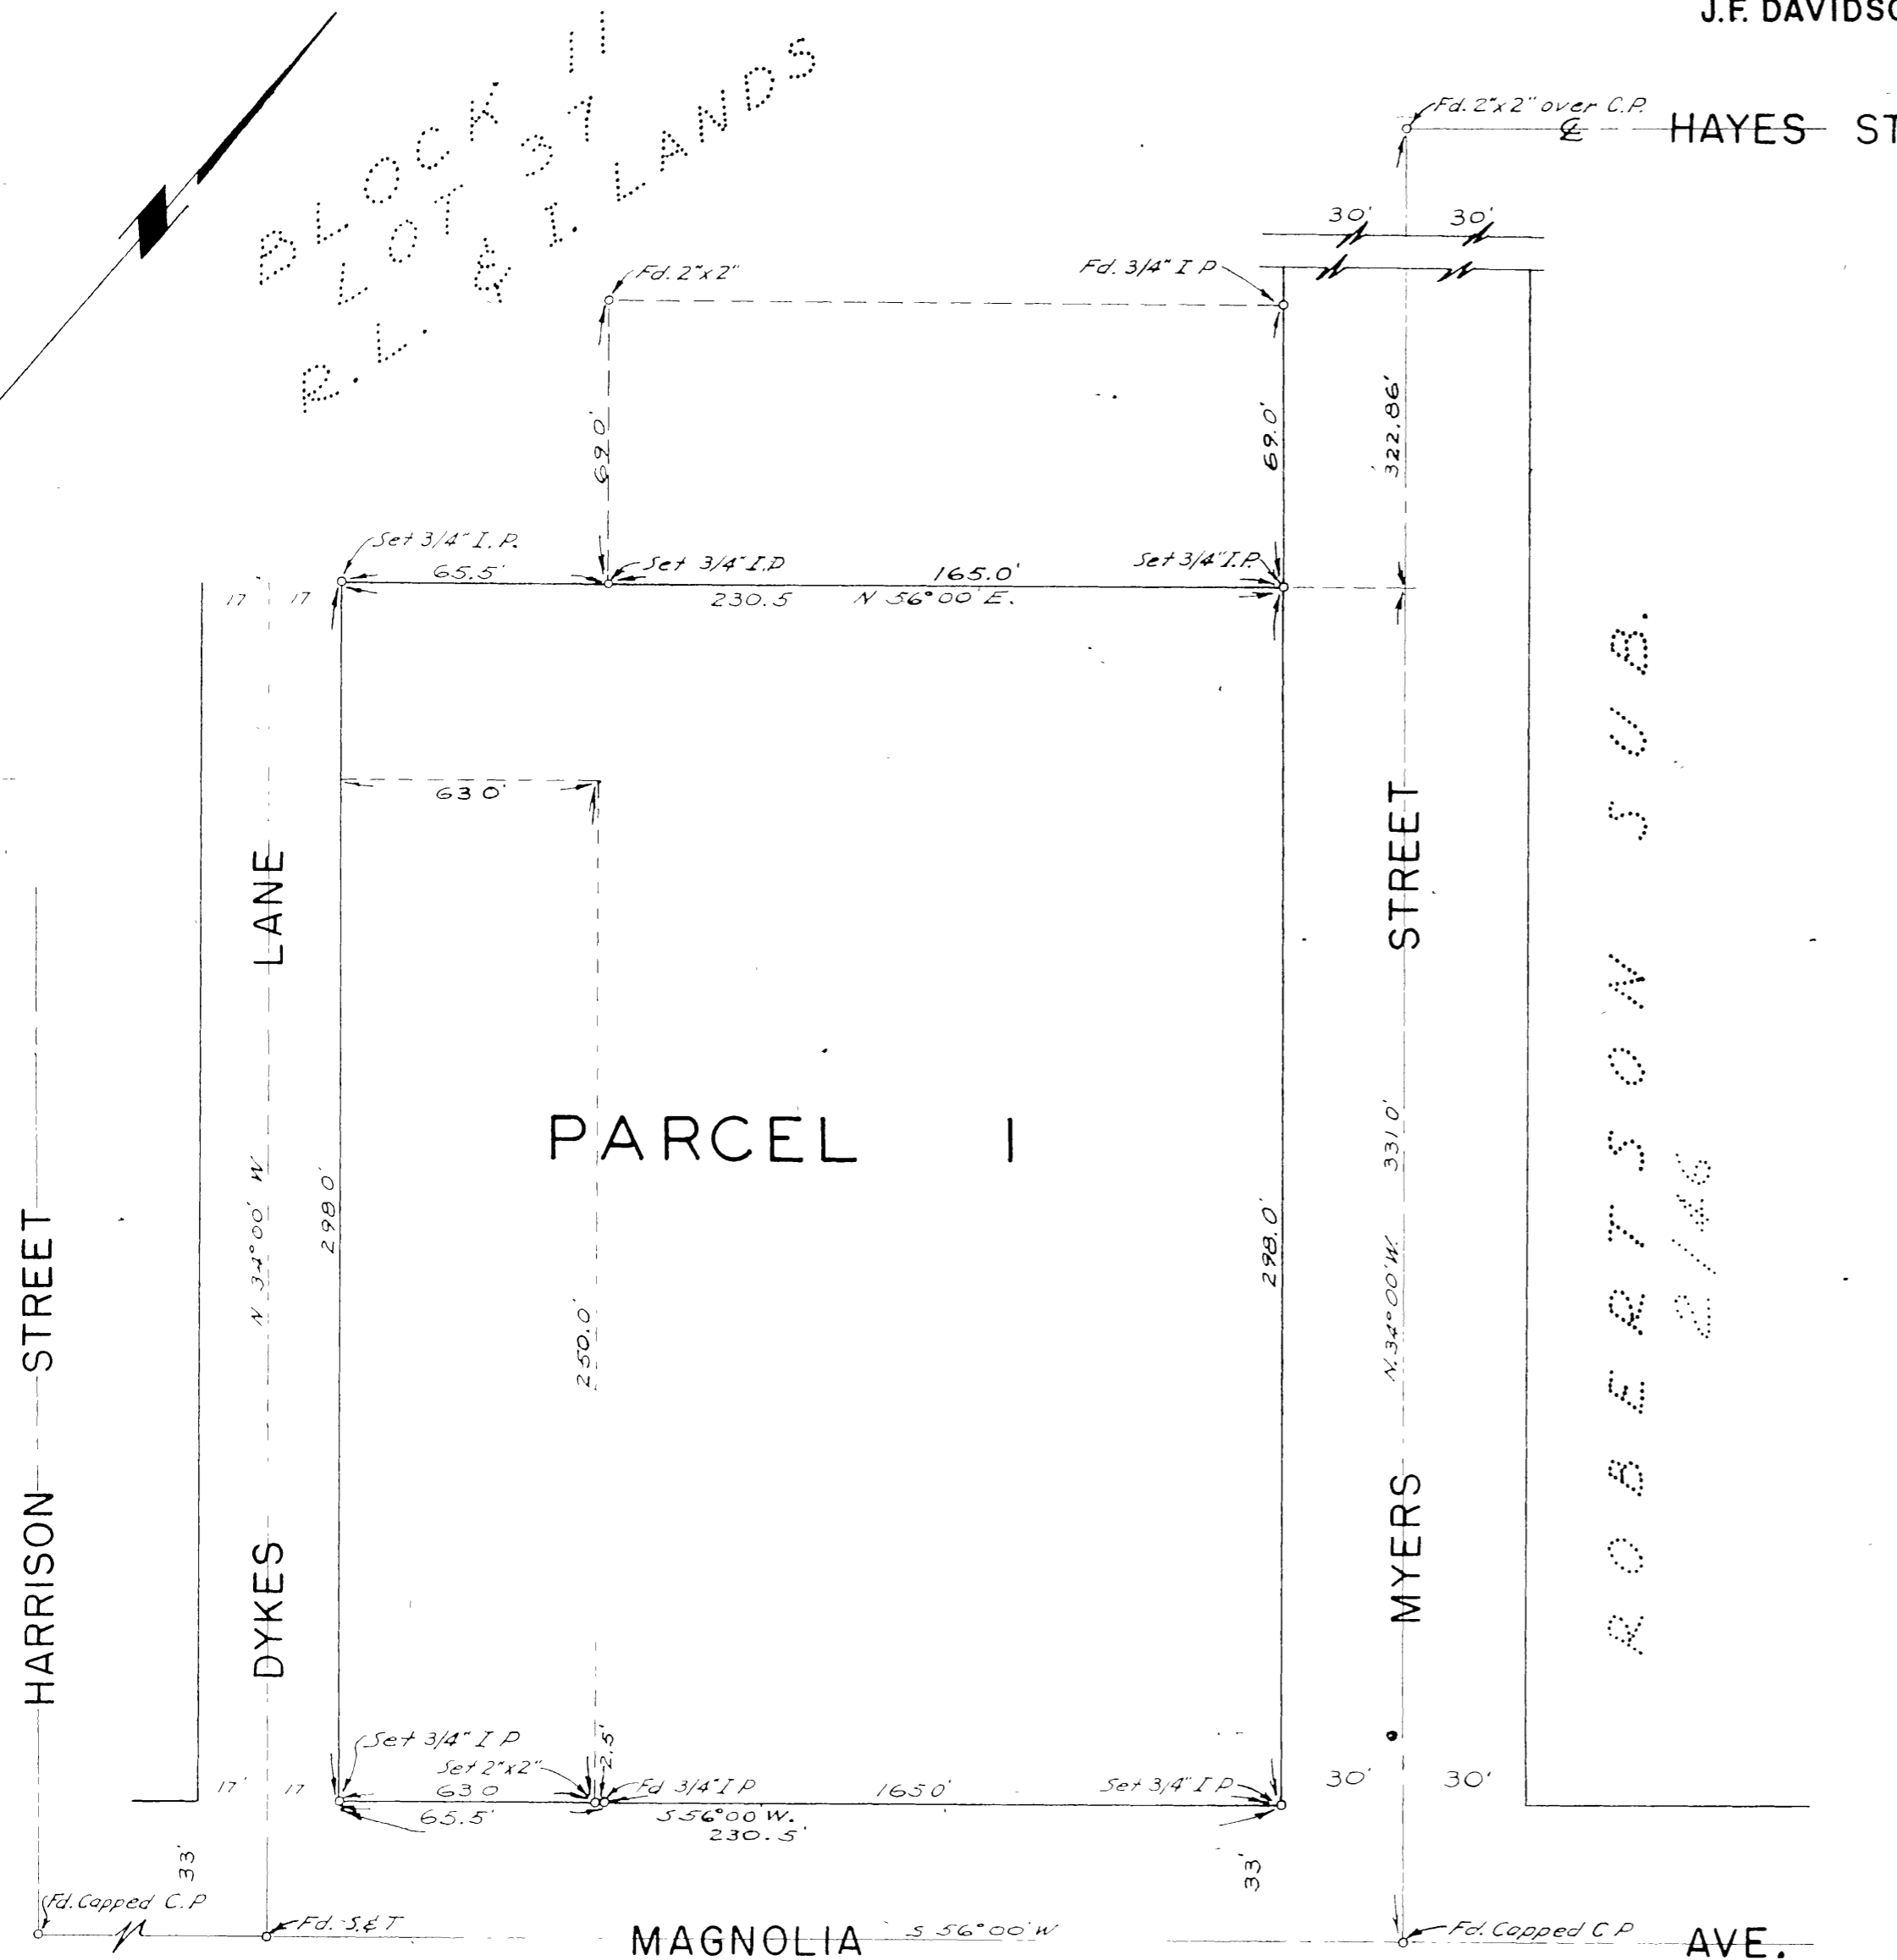 J.F. DAVIDSO
BLOCK 11
LOT 37
R.L. & I. LANDS
Fd. 2"x2" over C.P.
℄ HAYES ST
30' 30'
Fd. 2"x2"
Fd. 3/4" I P
69.0'
69.0'
322.86'
Set 3/4" I.P.
65.5'
Set 3/4" I.P
165.0'
Set 3/4" I.P.
17' 17
230.5 N 56°00' E.
63 0'
DYKES LANE
N 34°00' W
298 0'
250.0'
PARCEL 1
298.0'
MYERS STREET
N. 34°00' W. 331 0'
ROBERTSON SUB.
2/46
HARRISON STREET
Set 3/4" I P
Set 2"x2"
2.5'
17' 17
63 0
Fd 3/4" I P
165 0'
Set 3/4" I P
30' 30'
65.5'
S 56°00' W.
230.5'
33'
33'
Fd. Capped C.P
Fd. S.& T
MAGNOLIA S 56°00' W AVE.
Fd. Capped C P